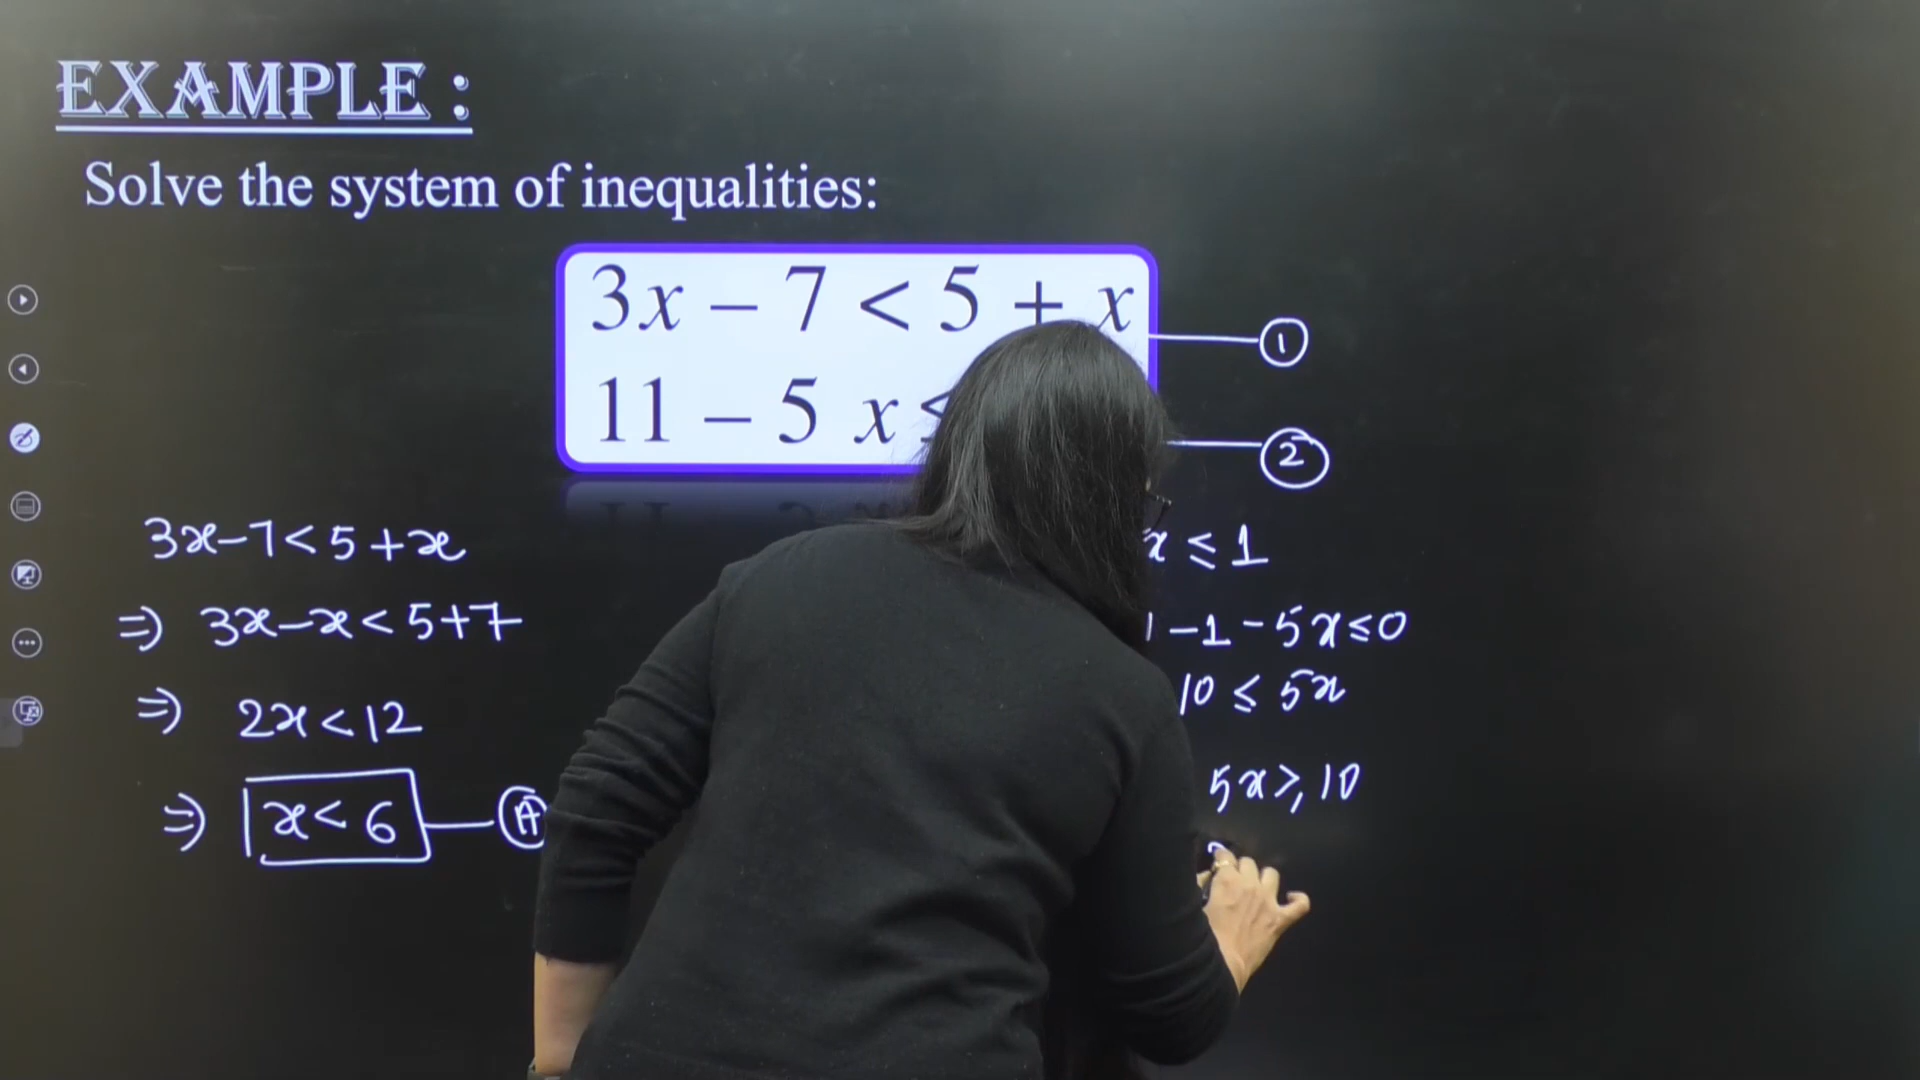 EXAMPLE :
Solve the system of inequalities:
3x – 7 < 5 + x
1
11 – 5 x ≤
2
3x-7<5+x
⇒ 3x-x<5+7
⇒ 2x<12
⇒ x<6
A
x ≤ 1
-1-5x≤0
10 ≤ 5x
5x≥10